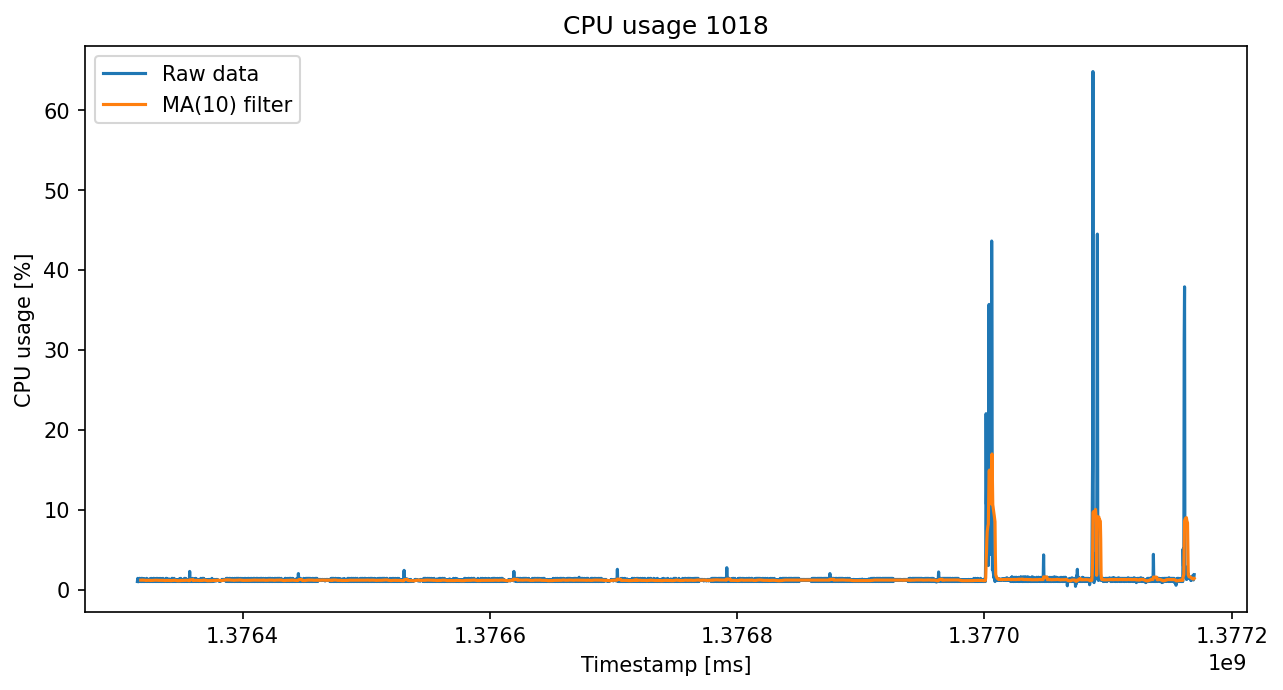 CPU usage 1018
Raw data
MA(10) filter
CPU usage [%]
60
50
40
30
20
10
0
1.3764 1.3766 1.3768 1.3770 1.3772
1e9
Timestamp [ms]